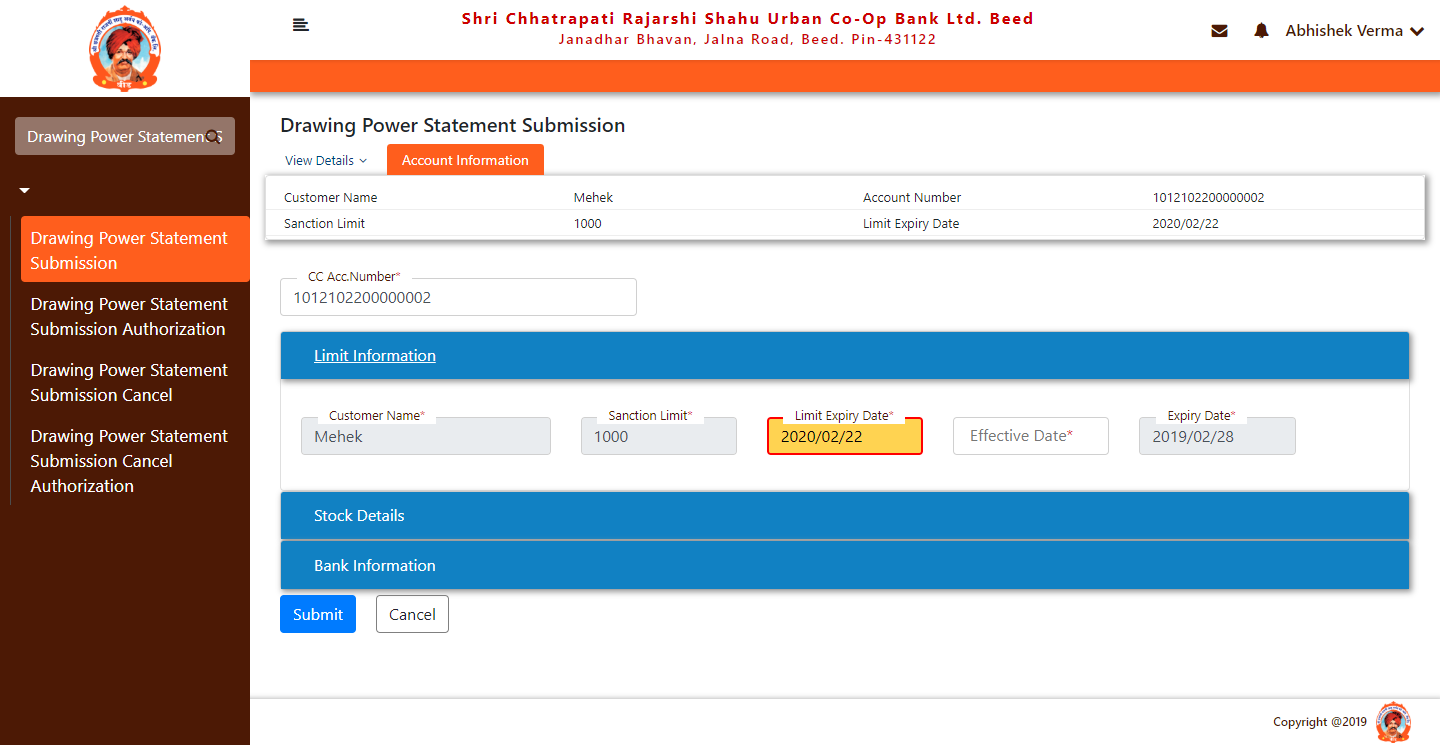 Shri Chhatrapati Rajarshi Shahu Urban Co-Op Bank Ltd. Beed
Janadhar Bhavan, Jalna Road, Beed. Pin-431122
Abhishek Verma
Drawing Power Statement
Drawing Power Statement
Submission
Drawing Power Statement
Submission Authorization
Drawing Power Statement
Submission Cancel
Drawing Power Statement
Submission Cancel
Authorization
Drawing Power Statement Submission
View Details
Account Information
Customer Name Mehek Account Number 1012102200000002
Sanction Limit 1000 Limit Expiry Date 2020/02/22
CC Acc.Number*
1012102200000002
Limit Information
Customer Name* Sanction Limit* Limit Expiry Date* Expiry Date*
Mehek 1000 2020/02/22 Effective Date* 2019/02/28
Stock Details
Bank Information
Submit Cancel
Copyright @2019